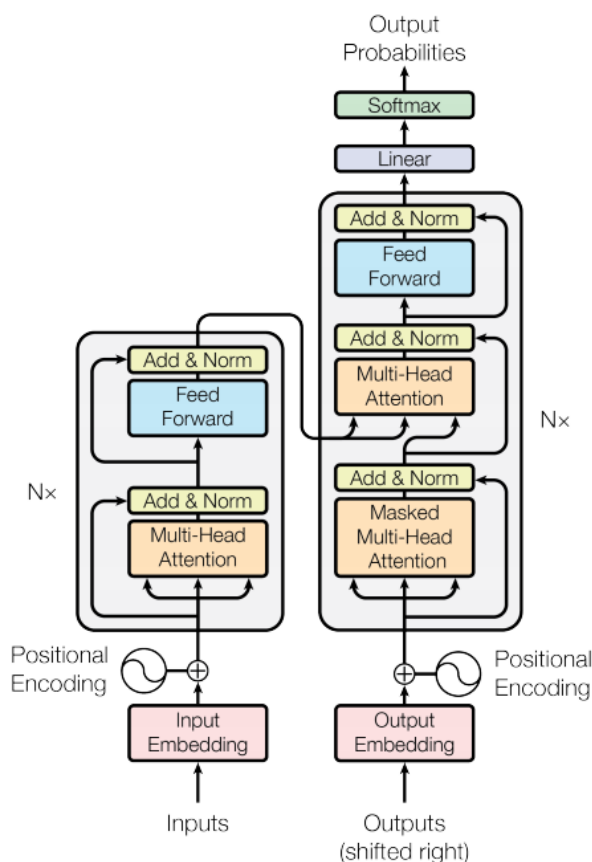 Output
Probabilities
Softmax
Linear
Add & Norm
Feed
Forward
Add & Norm
Multi-Head
Attention
Add & Norm
Masked
Multi-Head
Attention
Nx
Add & Norm
Feed
Forward
Add & Norm
Multi-Head
Attention
Nx
Positional
Encoding
Positional
Encoding
Input
Embedding
Output
Embedding
Inputs
Outputs
(shifted right)